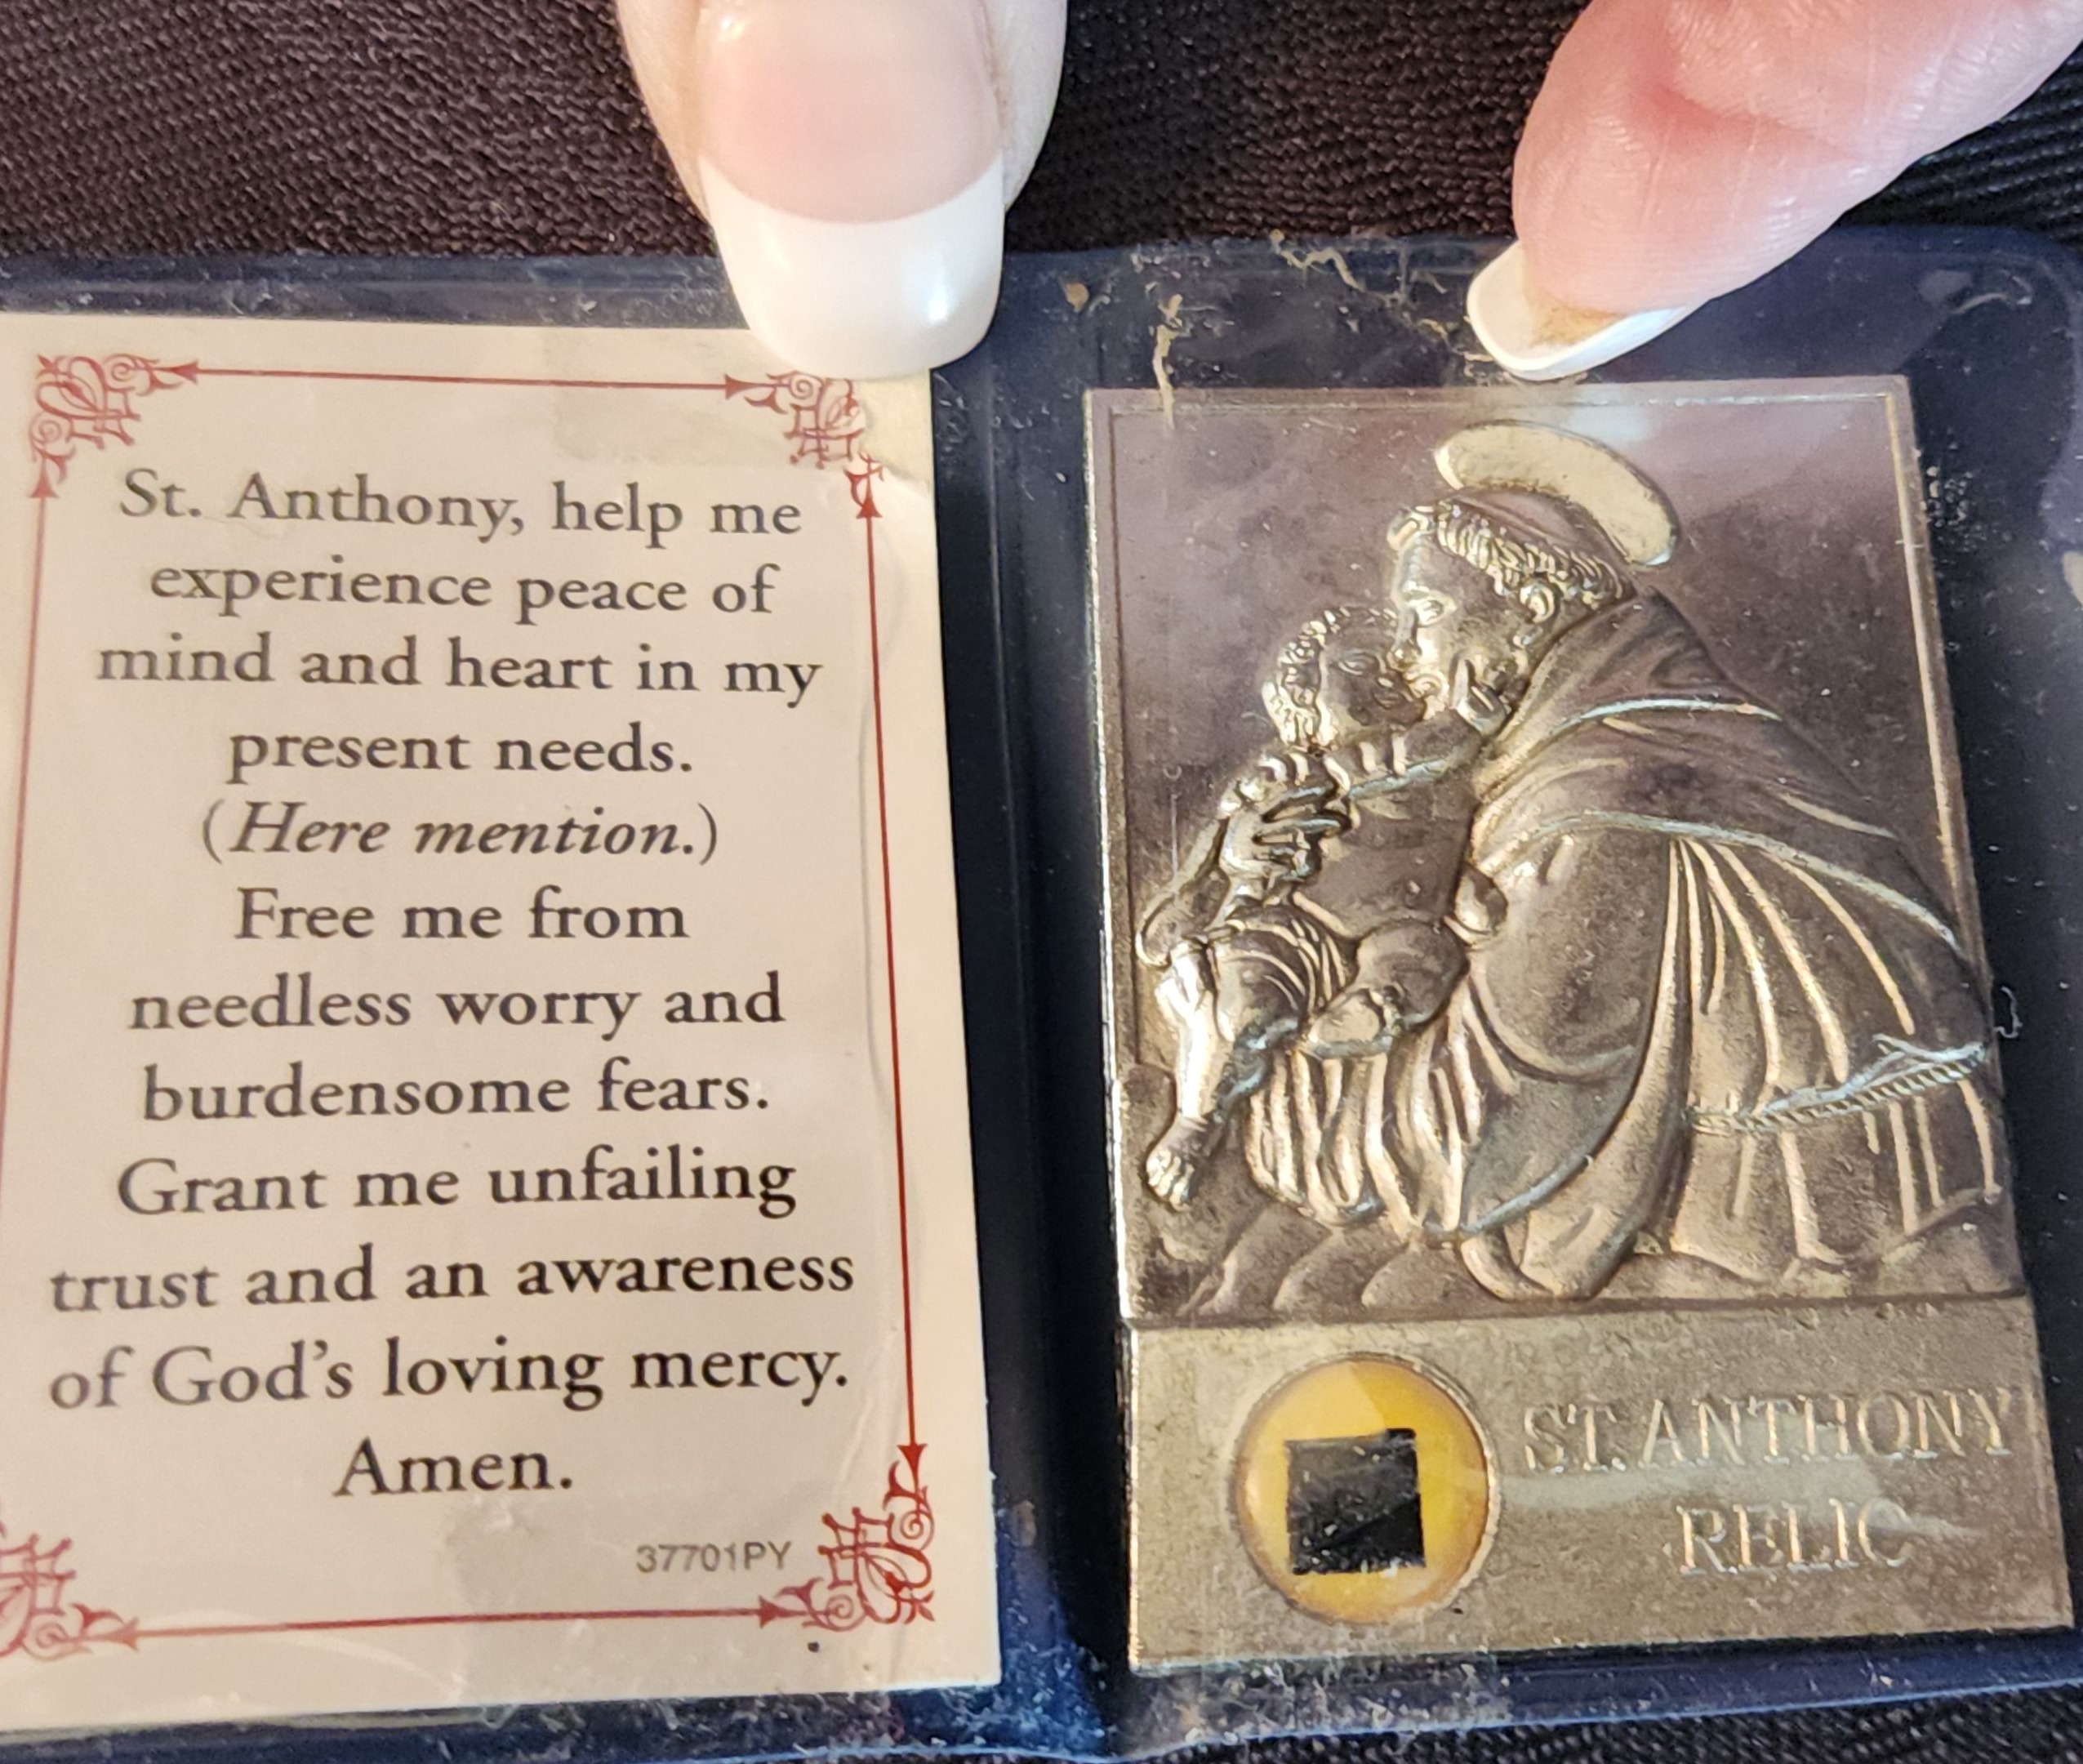 St. Anthony, help me
experience peace of
mind and heart in my
present needs.
(Here mention.)
Free me from
needless worry and
burdensome fears.
Grant me unfailing
trust and an awareness
of God's loving mercy.
Amen.
37701PY
ST. ANTHONY
RELIC